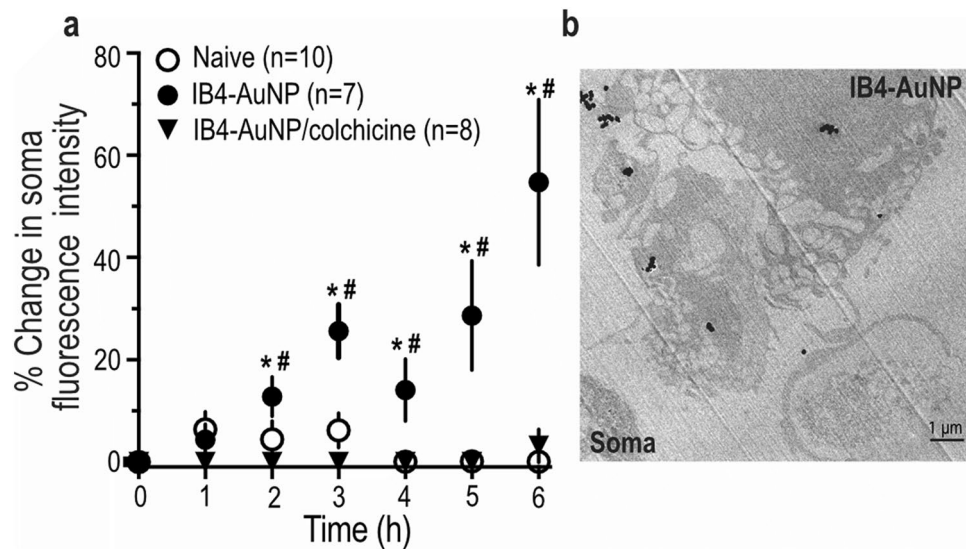 a
80
60
40
20
0
% Change in soma
fluorescence intensity
Naive (n=10)
IB4-AuNP (n=7)
IB4-AuNP/colchicine (n=8)
*#
*#
*#
*#
*#
0 1 2 3 4 5 6
Time (h)
b
IB4-AuNP
Soma
1 µm